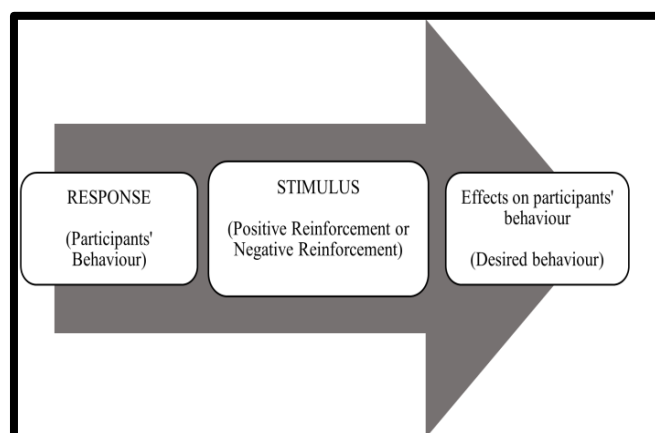 RESPONSE
(Participants'
Behaviour)
STIMULUS
(Positive Reinforcement or
Negative Reinforcement)
Effects on participants'
behaviour
(Desired behaviour)